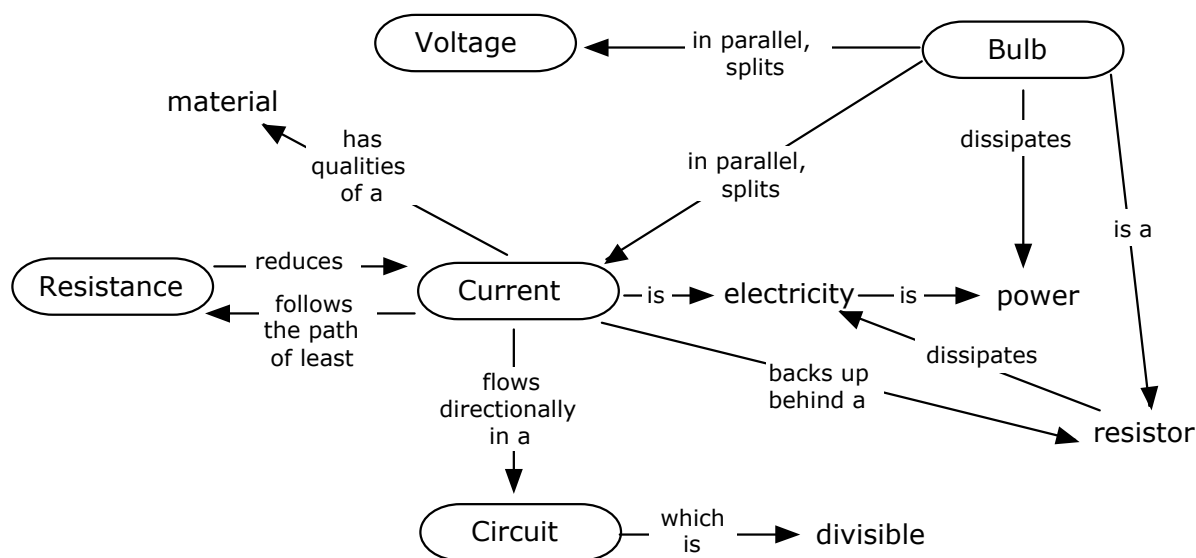 Voltage
in parallel,
splits
Bulb
material
has
qualities
of a
dissipates
in parallel,
splits
is a
Resistance
reduces
Current
is
electricity
is
power
follows
the path
of least
dissipates
flows
directionally
in a
backs up
behind a
resistor
Circuit
which
is
divisible